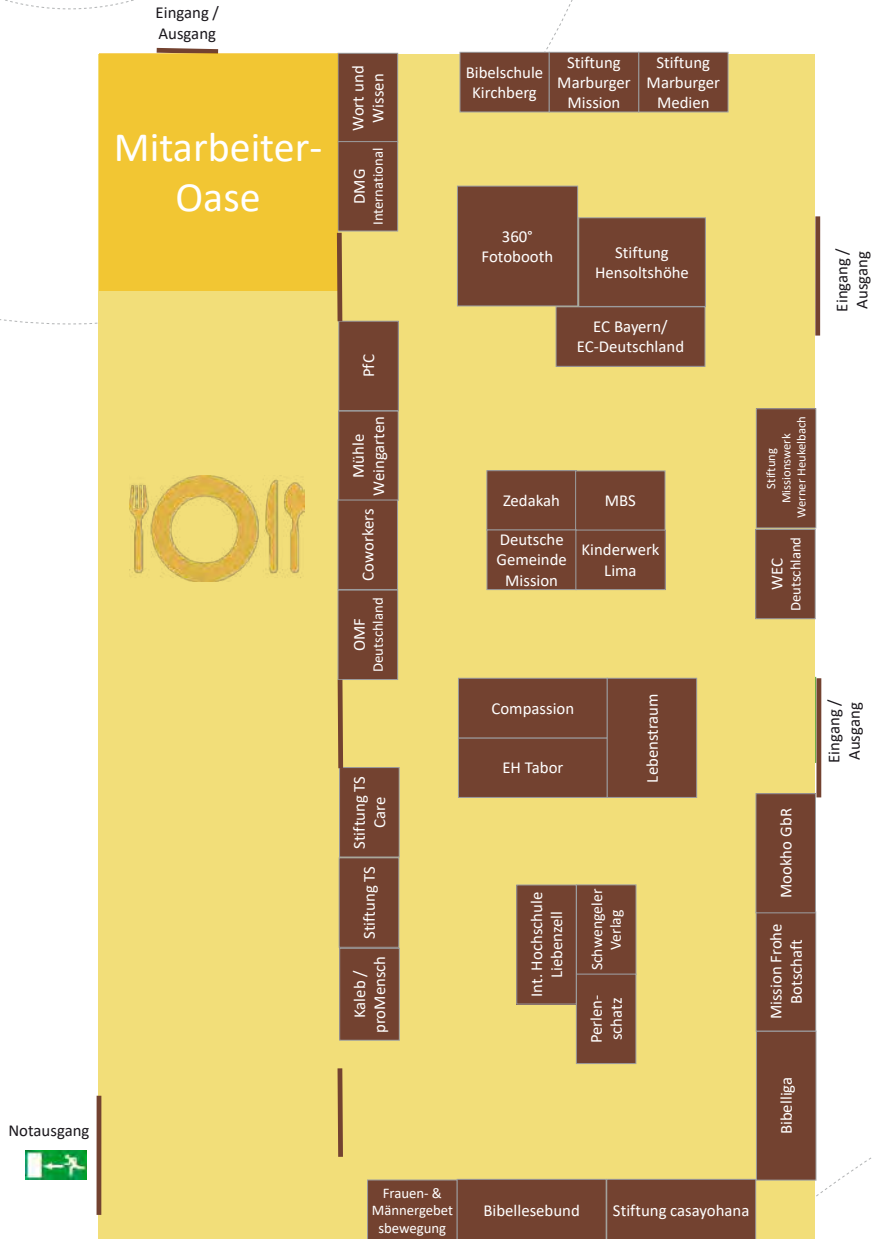 Eingang /
Ausgang
Mitarbeiter-
Oase
Wort und
Wissen
DMG
International
Bibelschule
Kirchberg
Stiftung
Marburger
Mission
Stiftung
Marburger
Medien
360°
Fotobooth
Stiftung
Hensoltshöhe
EC Bayern/
EC-Deutschland
Eingang /
Ausgang
PfC
Mühle
Weingarten
Coworkers
OMF
Deutschland
Zedakah
MBS
Deutsche
Gemeinde
Mission
Kinderwerk
Lima
Stiftung
Missionswerk
Werner Heukelbach
WEC
Deutschland
Compassion
EH Tabor
Lebenstraum
Eingang /
Ausgang
Stiftung TS
Care
Stiftung TS
Kaleb /
proMensch
Int. Hochschule
Liebenzell
Schwengeler
Verlag
Perlen-
schatz
Mookho GbR
Mission Frohe
Botschaft
Bibelliga
Notausgang
Frauen- &
Männergebet
sbewegung
Bibellesebund
Stiftung casayohana